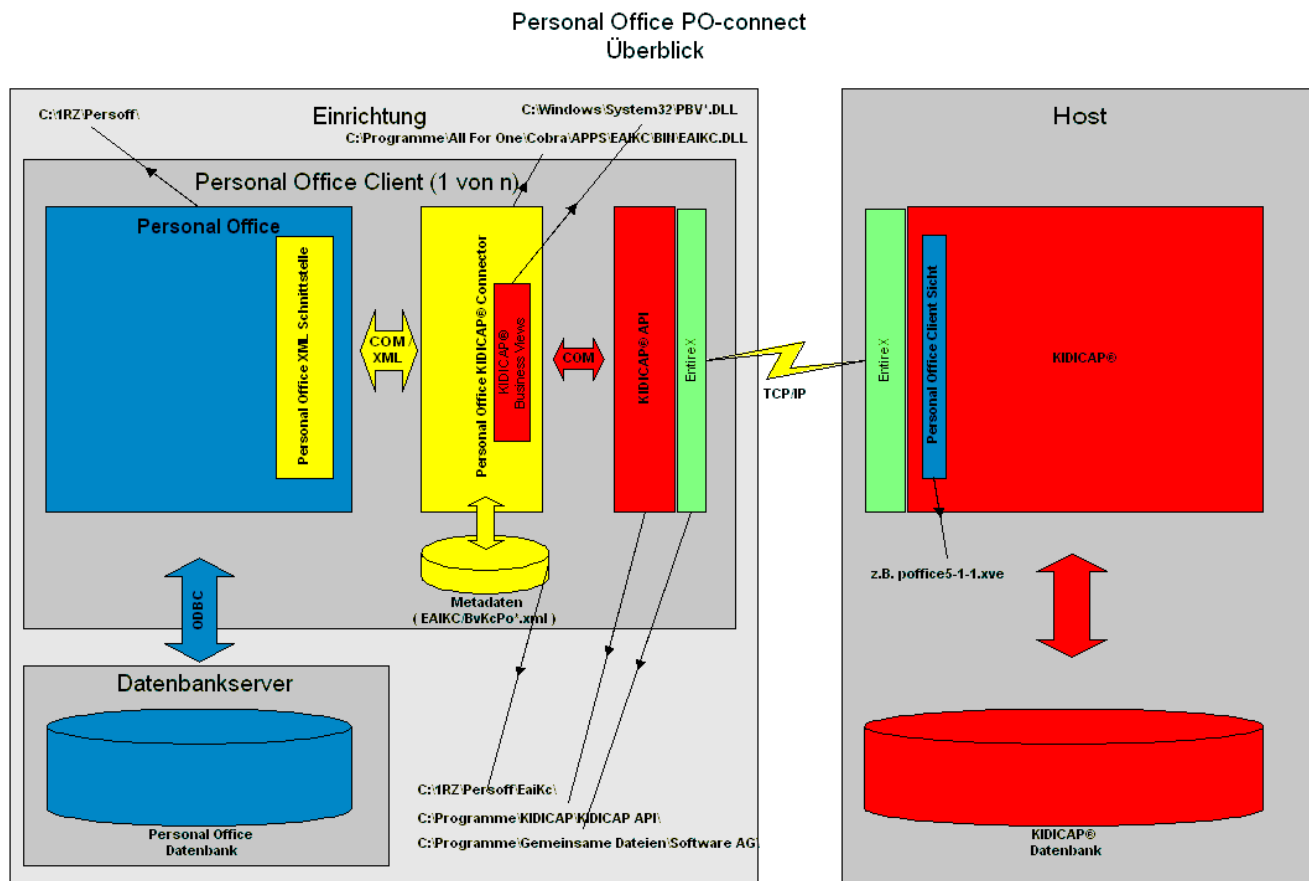 Personal Office PO-connect
Überblick
Einrichtung
C:\1RZ\Persoff\
C:\Windows\System32\PBV*.DLL
C:\Programme\All For One\Cobra\APPS\EAIKC\BIN\EAIKC.DLL
Personal Office Client (1 von n)
Personal Office
Personal Office XML Schnittstelle
COM /
XML
Personal Office KIDICAP® Connector
KIDICAP®
Business Views
COM
KIDICAP® API
EntireX
TCP/IP
Metadaten
( EAIKC/BvKcPo*.xml )
ODBC
Datenbankserver
Personal Office
Datenbank
C:\1RZ\Persoff\EaiKc\
C:\Programme\KIDICAP\KIDICAP API\
C:\Programme\Gemeinsame Dateien\Software AG\
Host
EntireX
Personal Office Client Sicht
KIDICAP®
z.B. poffice5-1-1.xve
KIDICAP®
Datenbank